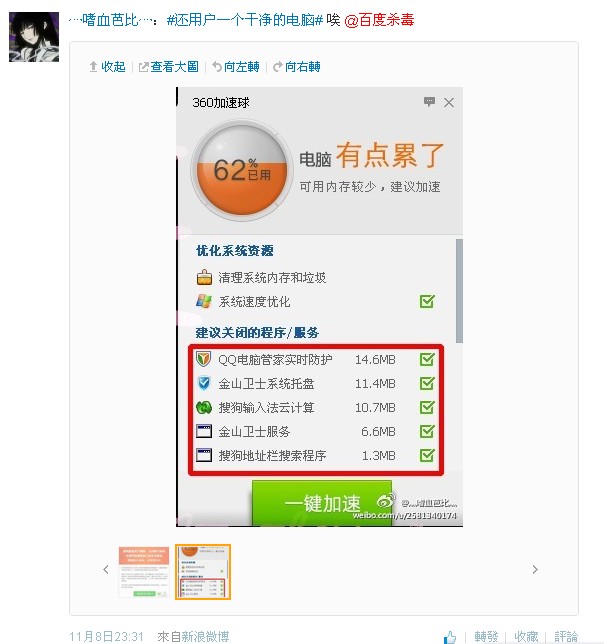 ┈嗜血芭比┈：#还用户一个干净的电脑# 唉 @百度杀毒
收起 查看大圖 向左轉 向右轉
360加速球
62%
已用
电脑 有点累了
可用内存较少，建议加速
优化系统资源
清理系统内存和垃圾
系统速度优化
建议关闭的程序/服务
QQ电脑管家实时防护 14.6MB
金山卫士系统托盘 11.4MB
搜狗输入法云计算 10.7MB
金山卫士服务 6.6MB
搜狗地址栏搜索程序 1.3MB
一键加速
@灬嗜血芭比灬
weibo.com/u/2581340174
11月8日23:31 來自新浪微博
轉發 收藏 評論